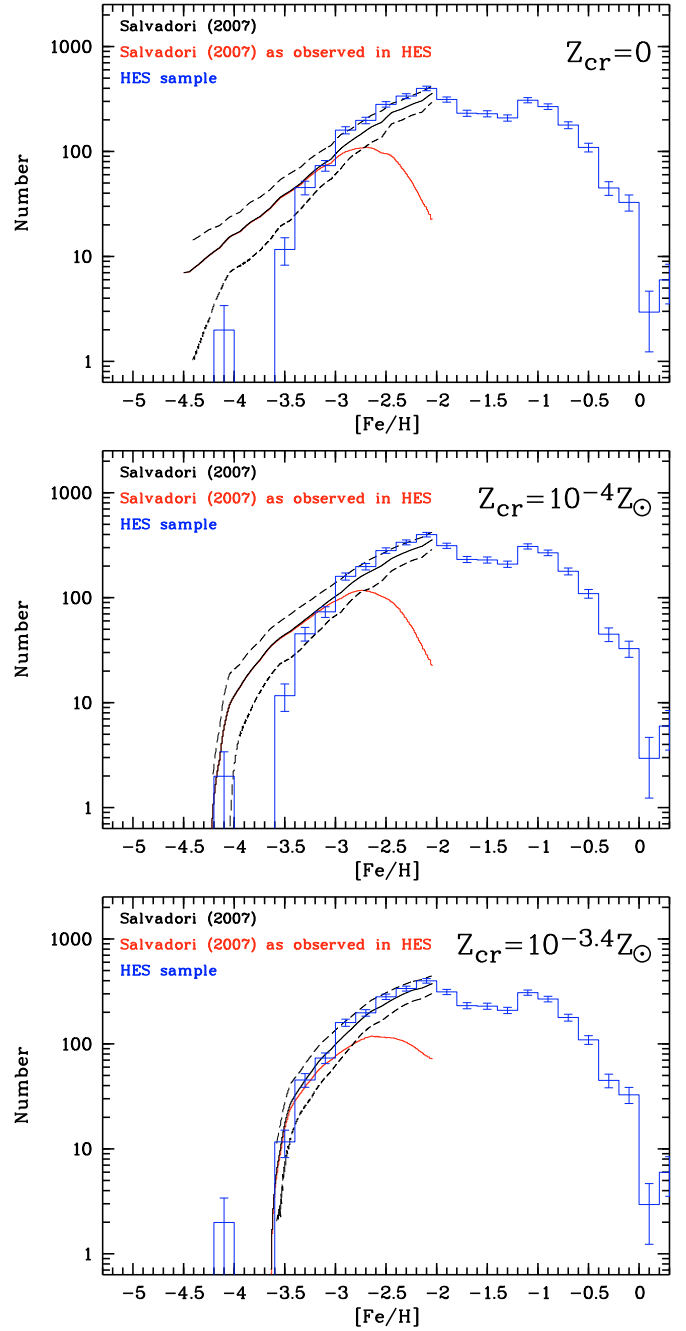 Salvadori (2007)
Salvadori (2007) as observed in HES
HES sample
Z_cr=0
1000
100
10
1
Number
-5 -4.5 -4 -3.5 -3 -2.5 -2 -1.5 -1 -0.5 0
[Fe/H]
Salvadori (2007)
Salvadori (2007) as observed in HES
HES sample
Z_cr=10^-4 Z_⊙
1000
100
10
1
Number
-5 -4.5 -4 -3.5 -3 -2.5 -2 -1.5 -1 -0.5 0
[Fe/H]
Salvadori (2007)
Salvadori (2007) as observed in HES
HES sample
Z_cr=10^-3.4 Z_⊙
1000
100
10
1
Number
-5 -4.5 -4 -3.5 -3 -2.5 -2 -1.5 -1 -0.5 0
[Fe/H]